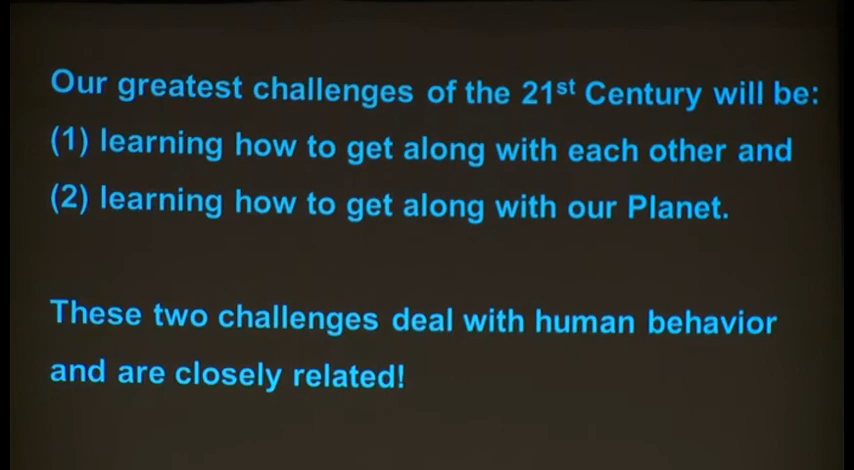 Our greatest challenges of the 21st Century will be:
(1) learning how to get along with each other and
(2) learning how to get along with our Planet.
These two challenges deal with human behavior
and are closely related!